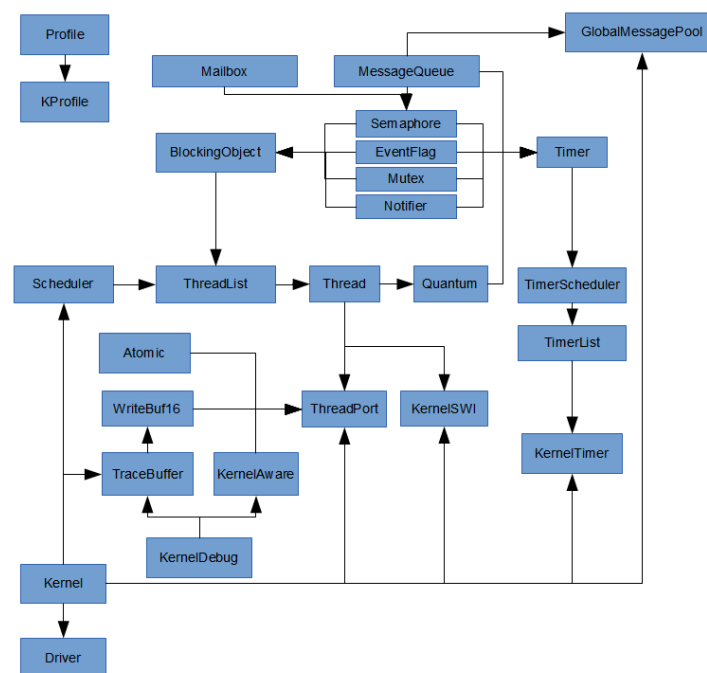 Profile
GlobalMessagePool
Mailbox
MessageQueue
KProfile
Semaphore
BlockingObject
EventFlag
Timer
Mutex
Notifier
Scheduler
ThreadList
Thread
Quantum
TimerScheduler
TimerList
Atomic
WriteBuf16
ThreadPort
KernelSWI
TraceBuffer
KernelAware
KernelTimer
KernelDebug
Kernel
Driver